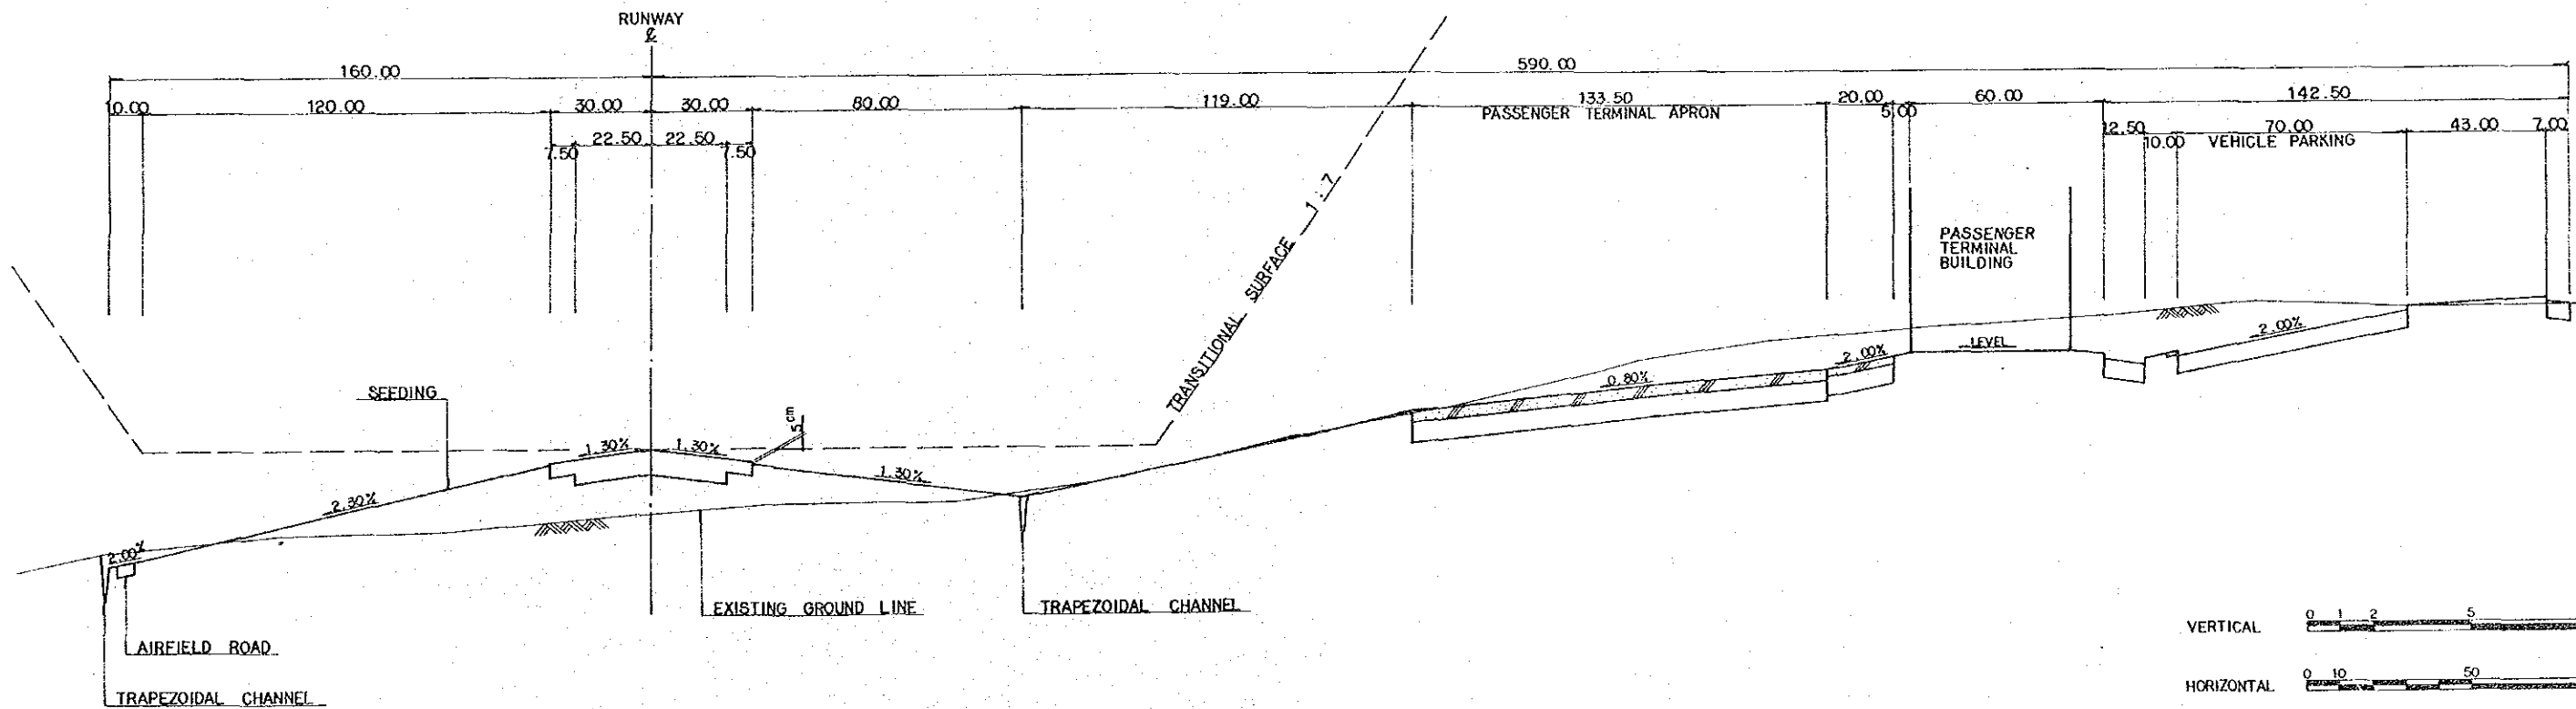 RUNWAY
℄
160.00
590.00
10.00
120.00
30.00
30.00
80.00
119.00
133.50
20.00
5.00
60.00
142.50
PASSENGER TERMINAL APRON
7.50
22.50
22.50
7.50
12.50
10.00
70.00
VEHICLE PARKING
43.00
7.00
1:7
TRANSITIONAL SURFACE
PASSENGER
TERMINAL
BUILDING
LEVEL
2.00%
2.00%
0.80%
SEEDING
5cm
1.30%
1.30%
1.30%
2.30%
2.00%
EXISTING GROUND LINE
TRAPEZOIDAL CHANNEL
AIRFIELD ROAD
TRAPEZOIDAL CHANNEL
VERTICAL
0 1 2 5
HORIZONTAL
0 10 50